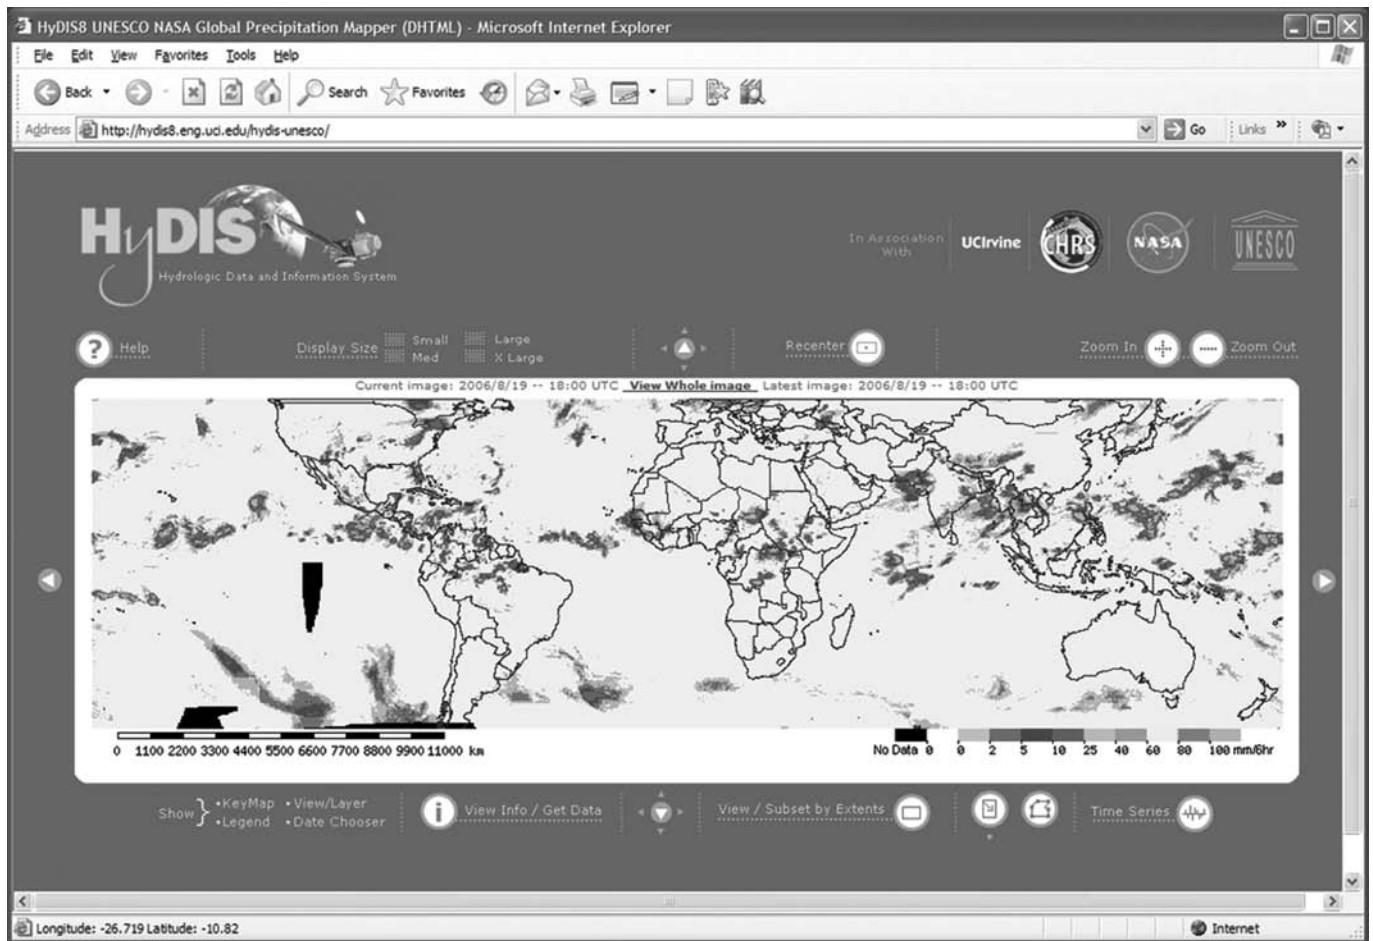 HyDIS8 UNESCO NASA Global Precipitation Mapper (DHTML) - Microsoft Internet Explorer
File Edit View Favorites Tools Help
Back Search Favorites
Address http://hydis8.eng.uci.edu/hydis-unesco/ Go Links »
HyDIS
Hydrologic Data and Information System
In Association With
UCIrvine CHRS NASA UNESCO
? Help
Display Size Small Large
Med X Large
Recenter
Zoom In Zoom Out
Current image: 2006/8/19 -- 18:00 UTC View Whole image Latest image: 2006/8/19 -- 18:00 UTC
0 1100 2200 3300 4400 5500 6600 7700 8800 9900 11000 km
No Data 0 0 2 5 10 25 40 60 80 100 mm/6hr
Show } •KeyMap •View/Layer
•Legend •Date Chooser
i View Info / Get Data
View / Subset by Extents
Time Series
Longitude: -26.719 Latitude: -10.82 Internet